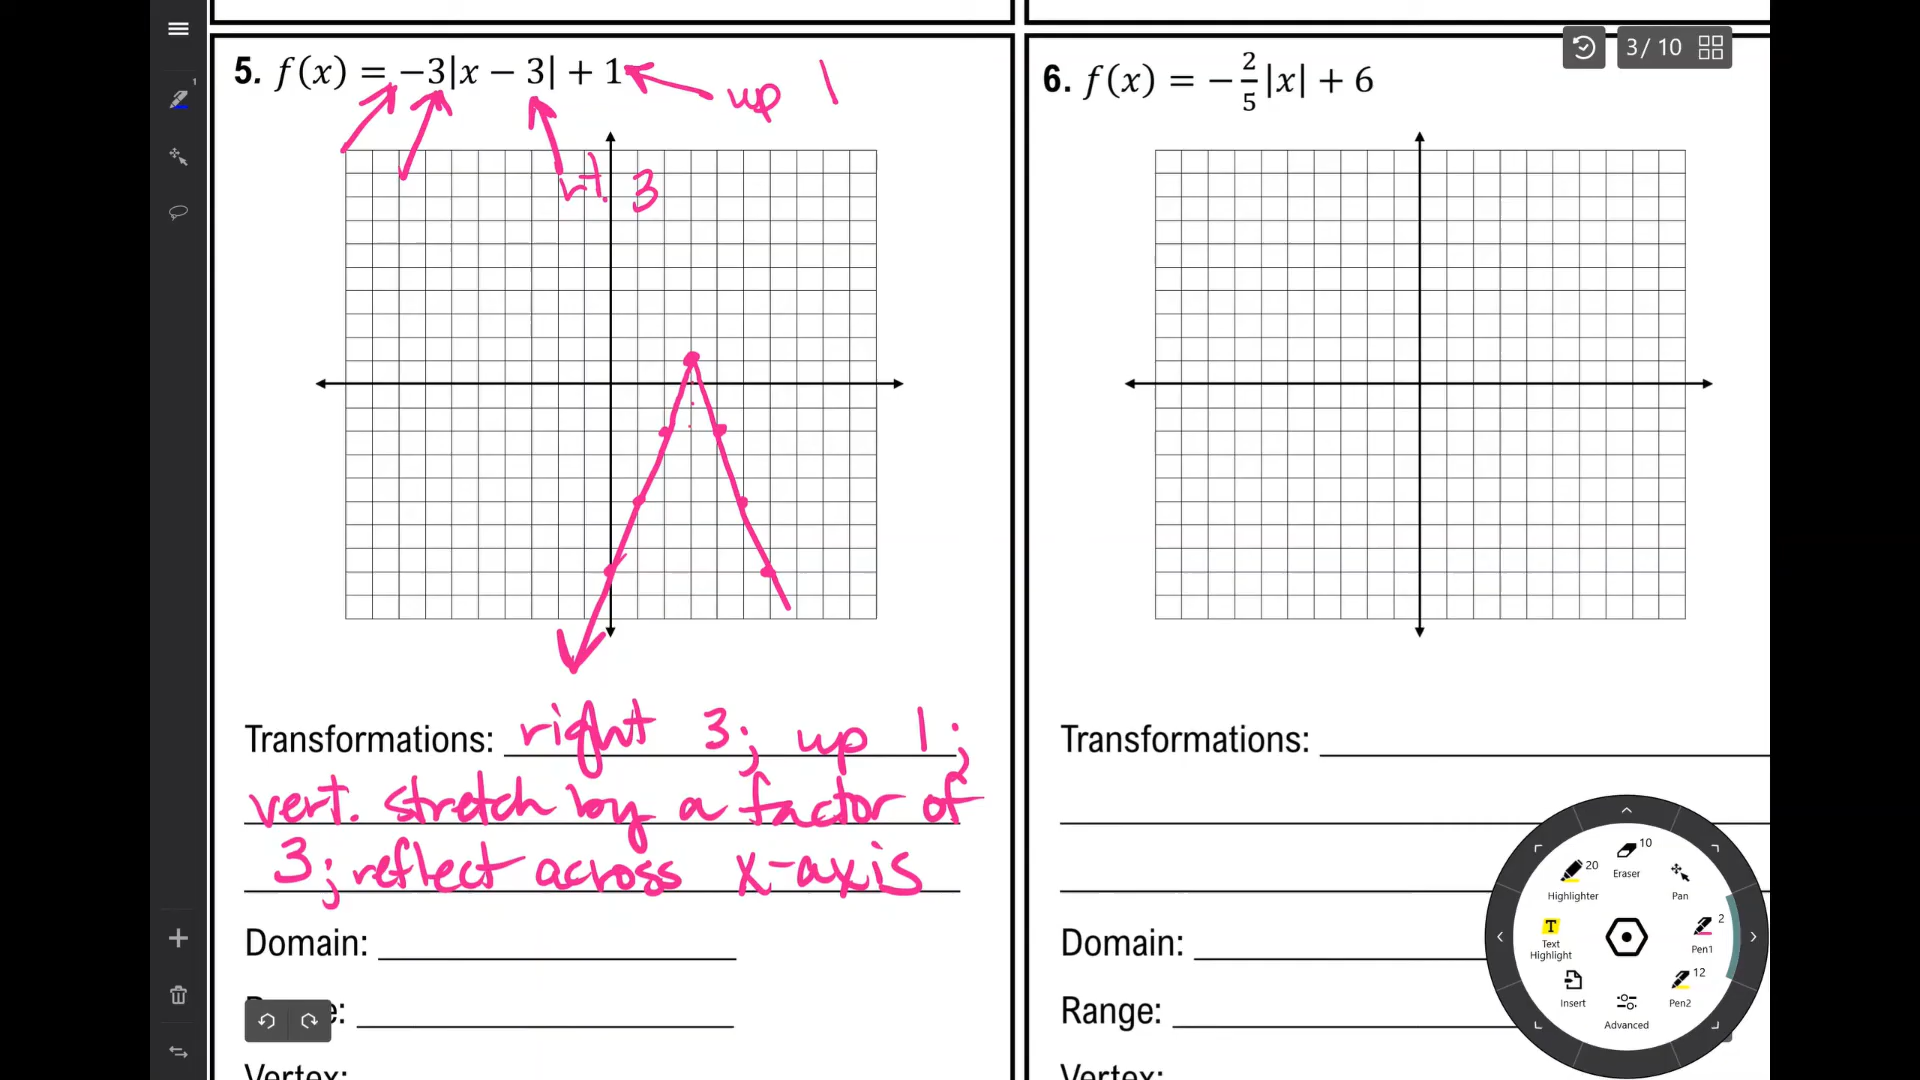 5. f(x) = −3|x − 3| + 1
up 1
rt. 3
Transformations: right 3; up 1;
vert. stretch by a factor of
3; reflect across x-axis
Domain:
e:
Vertex:
6. f(x) = −2/5|x| + 6
Transformations:
Domain:
Range:
Vertex:
3 / 10
1
10
Eraser
20
Highlighter
Pan
T
Text
Highlight
2
Pen1
Insert
12
Pen2
Advanced